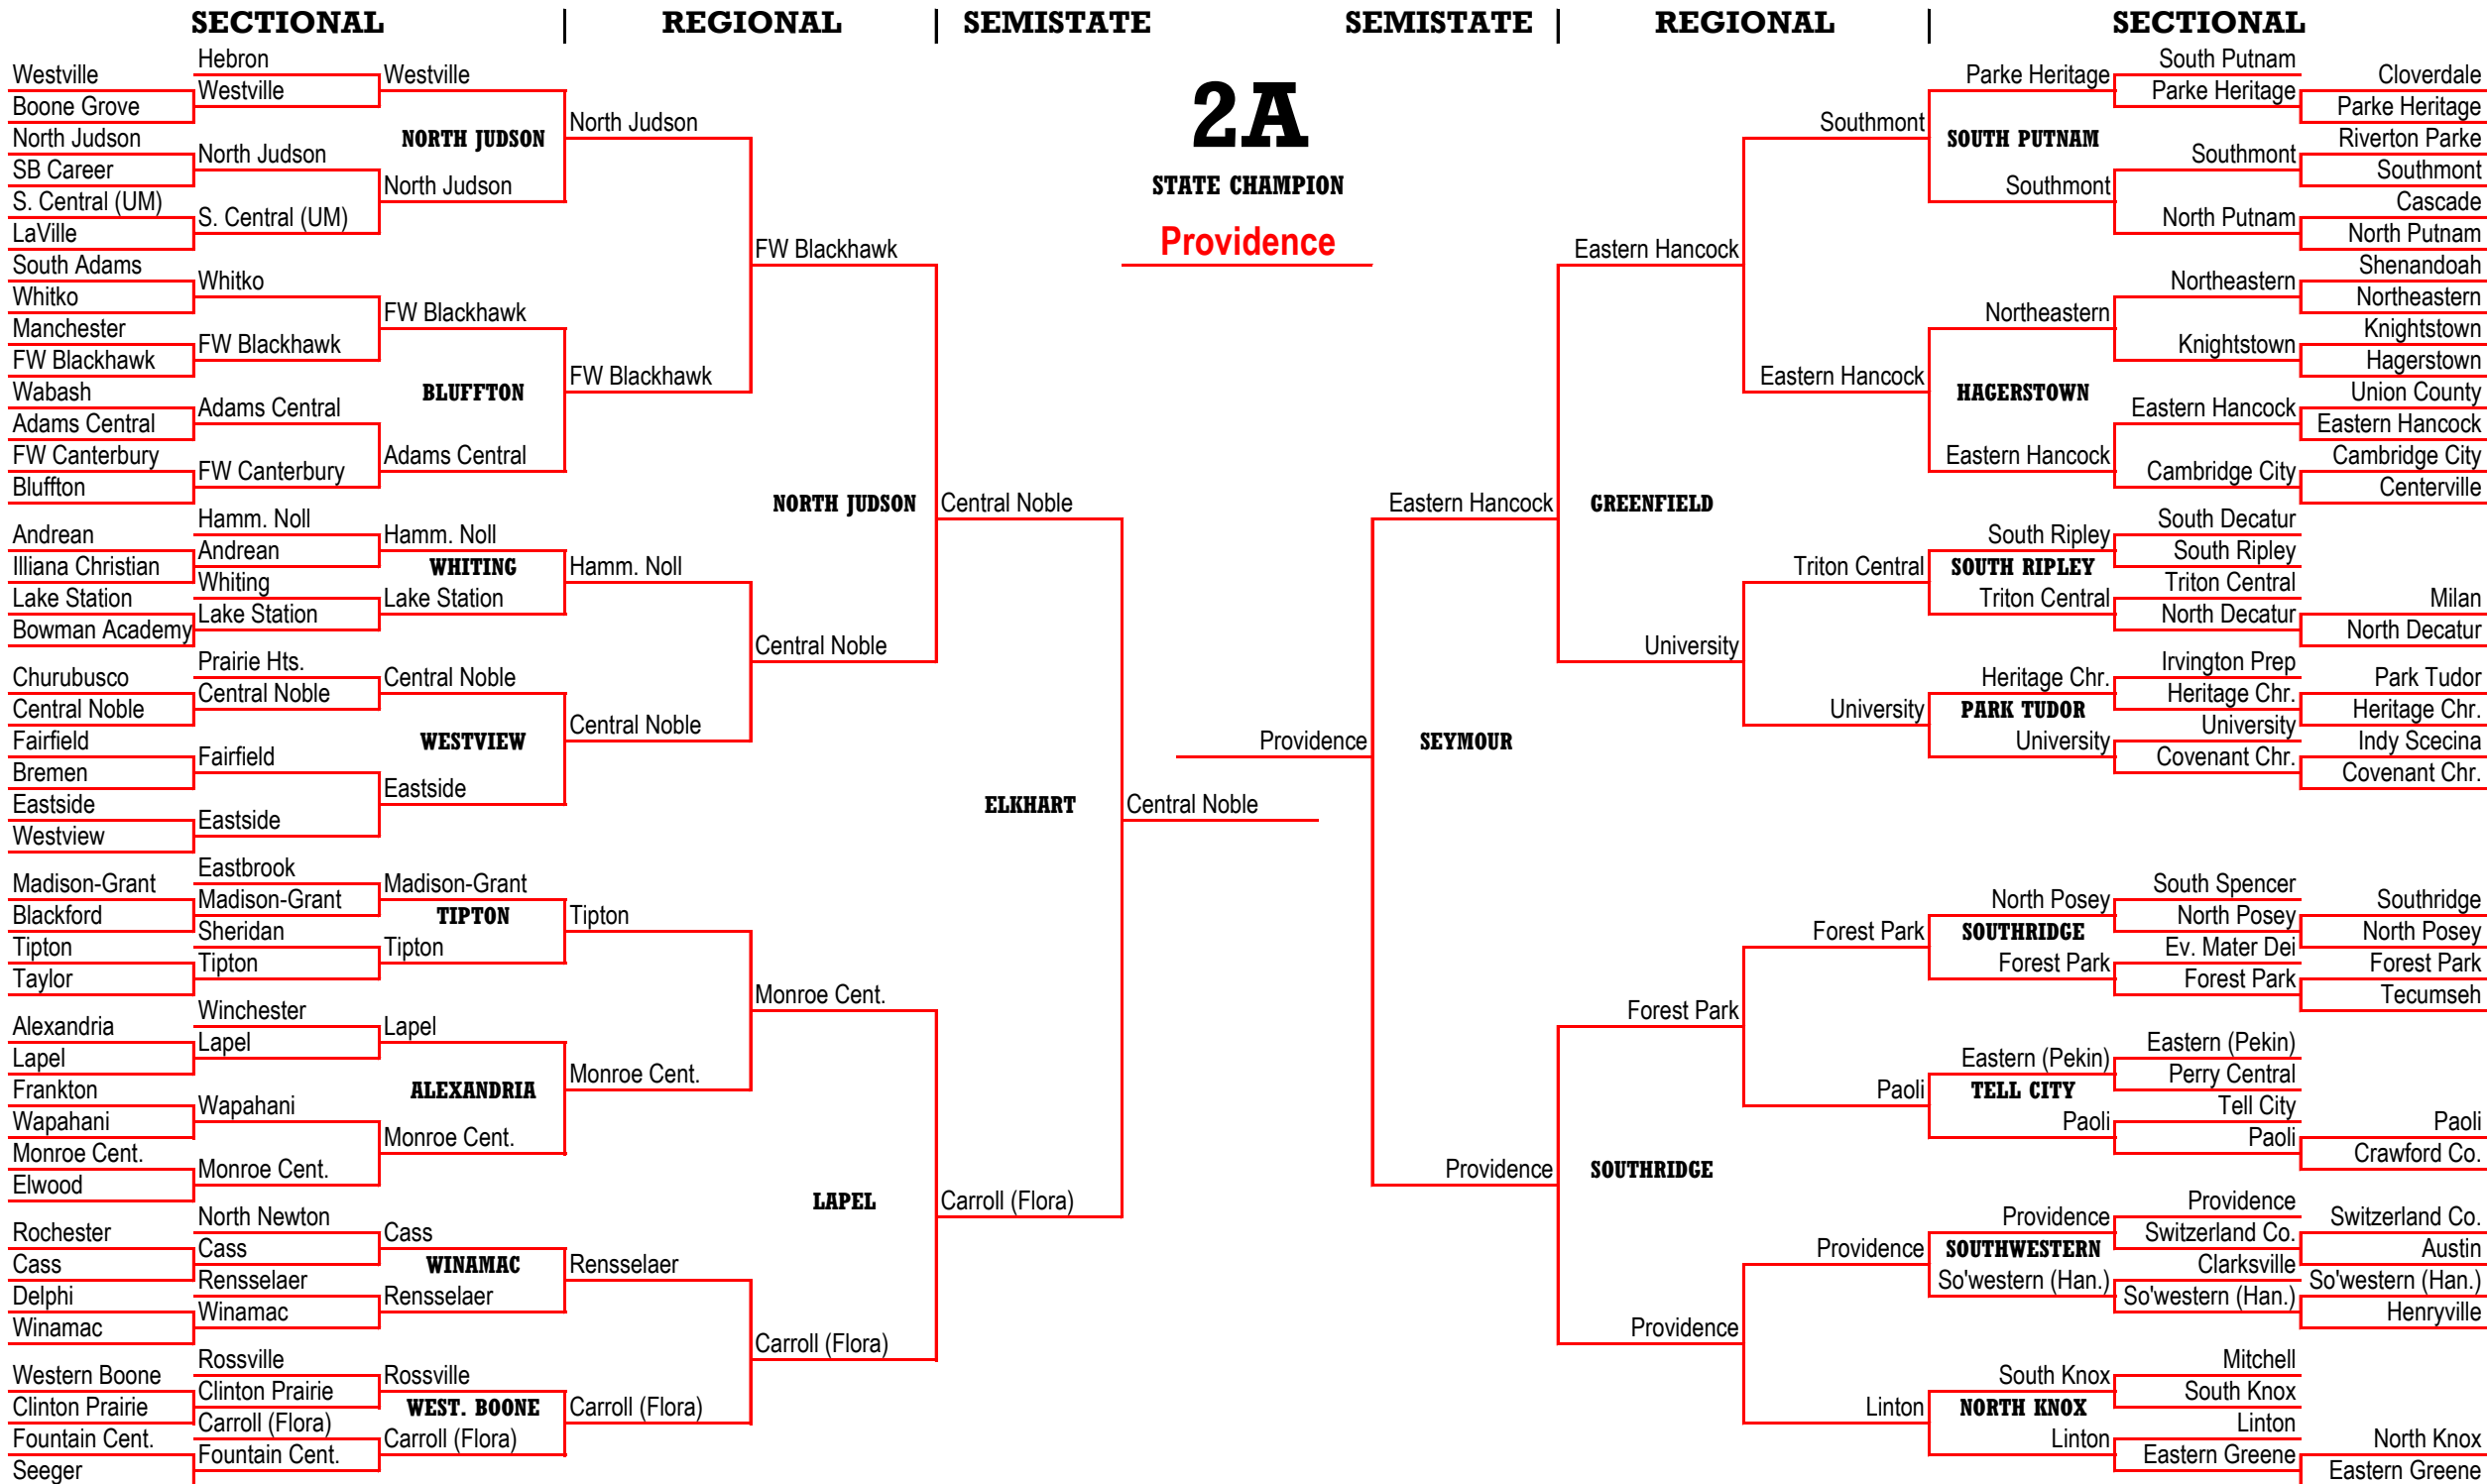 SECTIONAL
REGIONAL
SEMISTATE
SEMISTATE
REGIONAL
SECTIONAL
2A
STATE CHAMPION
Providence
Westville
Boone Grove
North Judson
SB Career
S. Central (UM)
LaVille
South Adams
Whitko
Manchester
FW Blackhawk
Wabash
Adams Central
FW Canterbury
Bluffton
Andrean
Illiana Christian
Lake Station
Bowman Academy
Churubusco
Central Noble
Fairfield
Bremen
Eastside
Westview
Madison-Grant
Blackford
Tipton
Taylor
Alexandria
Lapel
Frankton
Wapahani
Monroe Cent.
Elwood
Rochester
Cass
Delphi
Winamac
Western Boone
Clinton Prairie
Fountain Cent.
Seeger
Hebron
Westville
North Judson
S. Central (UM)
Whitko
FW Blackhawk
Adams Central
FW Canterbury
Hamm. Noll
Andrean
Whiting
Lake Station
Prairie Hts.
Central Noble
Fairfield
Eastside
Eastbrook
Madison-Grant
Sheridan
Tipton
Winchester
Lapel
Wapahani
Monroe Cent.
North Newton
Cass
Rensselaer
Winamac
Rossville
Clinton Prairie
Carroll (Flora)
Fountain Cent.
Westville
NORTH JUDSON
North Judson
FW Blackhawk
BLUFFTON
Adams Central
Hamm. Noll
WHITING
Lake Station
Central Noble
WESTVIEW
Eastside
Madison-Grant
TIPTON
Tipton
Lapel
ALEXANDRIA
Monroe Cent.
Cass
WINAMAC
Rensselaer
Rossville
WEST. BOONE
Carroll (Flora)
North Judson
FW Blackhawk
Hamm. Noll
Central Noble
Tipton
Monroe Cent.
Rensselaer
Carroll (Flora)
FW Blackhawk
NORTH JUDSON
Central Noble
Monroe Cent.
LAPEL
Carroll (Flora)
Central Noble
ELKHART
Carroll (Flora)
Central Noble
Providence
Eastern Hancock
SEYMOUR
Providence
Eastern Hancock
GREENFIELD
University
Forest Park
SOUTHRIDGE
Providence
Southmont
Eastern Hancock
Triton Central
University
Forest Park
Paoli
Providence
Linton
Parke Heritage
SOUTH PUTNAM
Southmont
Northeastern
HAGERSTOWN
Eastern Hancock
South Ripley
SOUTH RIPLEY
Triton Central
Heritage Chr.
PARK TUDOR
University
North Posey
SOUTHRIDGE
Forest Park
Eastern (Pekin)
TELL CITY
Paoli
Providence
SOUTHWESTERN
So'western (Han.)
South Knox
NORTH KNOX
Linton
South Putnam
Parke Heritage
Southmont
North Putnam
Northeastern
Knightstown
Eastern Hancock
Cambridge City
South Decatur
South Ripley
Triton Central
North Decatur
Irvington Prep
Heritage Chr.
University
Covenant Chr.
South Spencer
North Posey
Ev. Mater Dei
Forest Park
Eastern (Pekin)
Perry Central
Tell City
Paoli
Providence
Switzerland Co.
Clarksville
So'western (Han.)
Mitchell
South Knox
Linton
Eastern Greene
Cloverdale
Parke Heritage
Riverton Parke
Southmont
Cascade
North Putnam
Shenandoah
Northeastern
Knightstown
Hagerstown
Union County
Eastern Hancock
Cambridge City
Centerville
Milan
North Decatur
Park Tudor
Heritage Chr.
Indy Scecina
Covenant Chr.
Southridge
North Posey
Forest Park
Tecumseh
Paoli
Crawford Co.
Switzerland Co.
Austin
So'western (Han.)
Henryville
North Knox
Eastern Greene